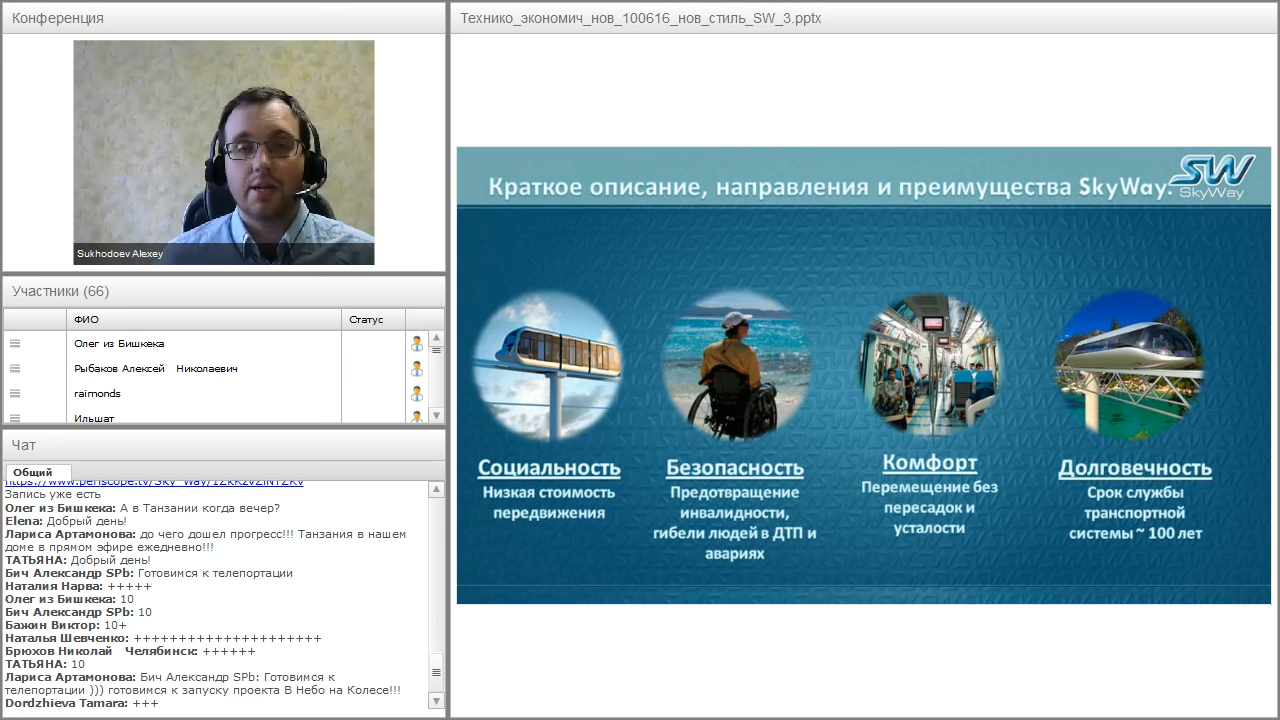 Конференция
Sukhodoev Alexey
Участники (66)
ФИО
Статус
Олег из Бишкека
Рыбаков Алексей Николаевич
raimonds
Ильшат
Чат
Общий
Запись уже есть
Олег из Бишкека: А в Танзании когда вечер?
Elena: Добрый день!
Лариса Артамонова: до чего дошел прогресс!!! Танзания в нашем
доме в прямом эфире ежедневно!!!
ТАТЬЯНА: Добрый день!
Бич Александр SPb: Готовимся к телепортации
Наталия Нарва: +++++
Олег из Бишкека: 10
Бич Александр SPb: 10
Бажин Виктор: 10+
Наталья Шевченко: +++++++++++++++++++++
Брюхов Николай Челябинск: ++++++
ТАТЬЯНА: 10
Лариса Артамонова: Бич Александр SPb: Готовимся к
телепортации ))) готовимся к запуску проекта В Небо на Колесе!!!
Dordzhieva Tamara: +++
Технико_экономич_нов_100616_нов_стиль_SW_3.pptx
Краткое описание, направления и преимущества SkyWay.
SW
SkyWay
Социальность
Низкая стоимость
передвижения
Безопасность
Предотвращение
инвалидности,
гибели людей в ДТП и
авариях
Комфорт
Перемещение без
пересадок и
усталости
Долговечность
Срок службы
транспортной
системы ~ 100 лет